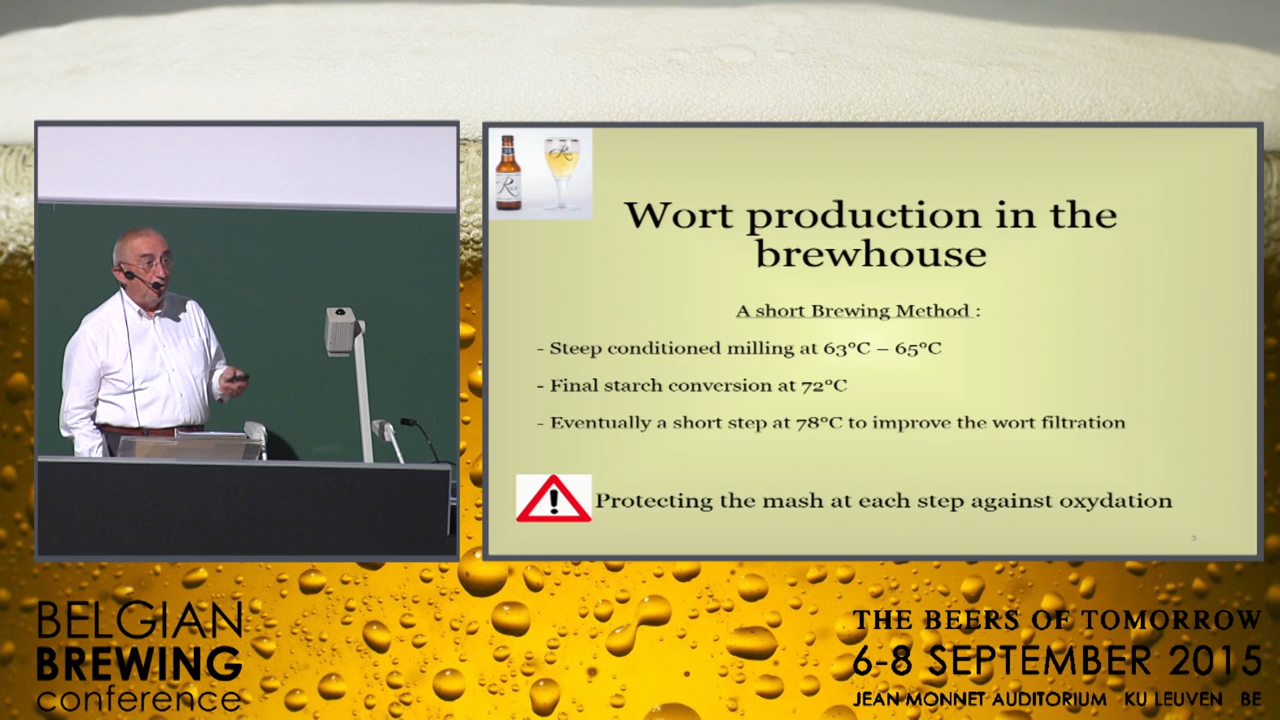 Wort production in the
brewhouse
A short Brewing Method :
- Steep conditioned milling at 63°C – 65°C
- Final starch conversion at 72°C
- Eventually a short step at 78°C to improve the wort filtration
Protecting the mash at each step against oxydation
BELGIAN
BREWING
conference
THE BEERS OF TOMORROW
6-8 SEPTEMBER 2015
JEAN MONNET AUDITORIUM KU LEUVEN BE